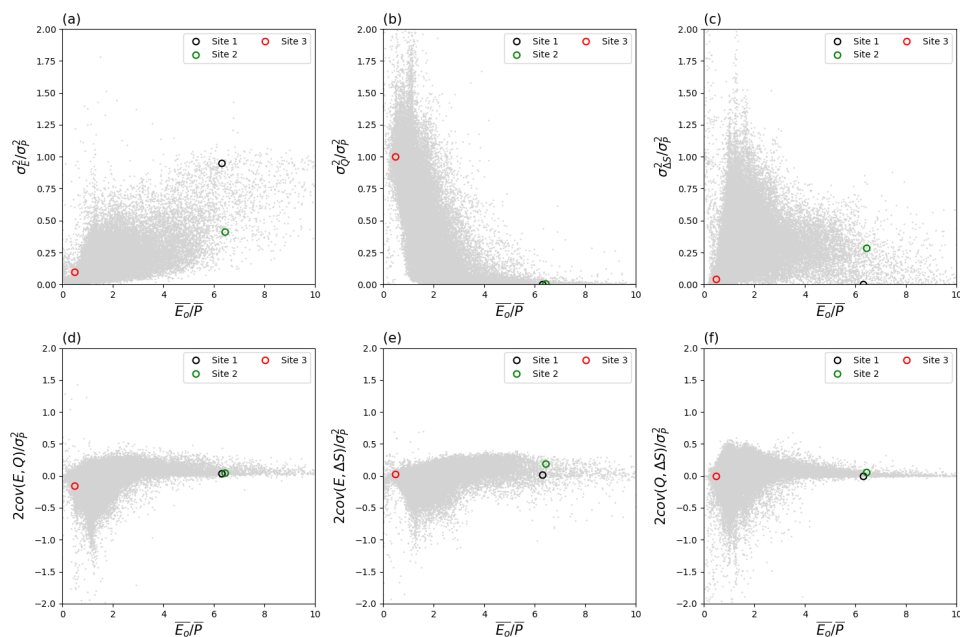 (a)
2.00
1.75
1.50
1.25
1.00
0.75
0.50
0.25
0.00
σ²_E/σ²_P
0 2 4 6 8 10
E̅ₒ/P̅
Site 1 Site 3
Site 2
(b)
2.00
1.75
1.50
1.25
1.00
0.75
0.50
0.25
0.00
σ²_Q/σ²_P
0 2 4 6 8 10
E̅ₒ/P̅
Site 1 Site 3
Site 2
(c)
2.00
1.75
1.50
1.25
1.00
0.75
0.50
0.25
0.00
σ²_ΔS/σ²_P
0 2 4 6 8 10
E̅ₒ/P̅
Site 1 Site 3
Site 2
(d)
2.0
1.5
1.0
0.5
0.0
−0.5
−1.0
−1.5
−2.0
2cov(E, Q)/σ²_P
0 2 4 6 8 10
E̅ₒ/P̅
Site 1 Site 3
Site 2
(e)
2.0
1.5
1.0
0.5
0.0
−0.5
−1.0
−1.5
−2.0
2cov(E, ΔS)/σ²_P
0 2 4 6 8 10
E̅ₒ/P̅
Site 1 Site 3
Site 2
(f)
2.0
1.5
1.0
0.5
0.0
−0.5
−1.0
−1.5
−2.0
2cov(Q, ΔS)/σ²_P
0 2 4 6 8 10
E̅ₒ/P̅
Site 1 Site 3
Site 2